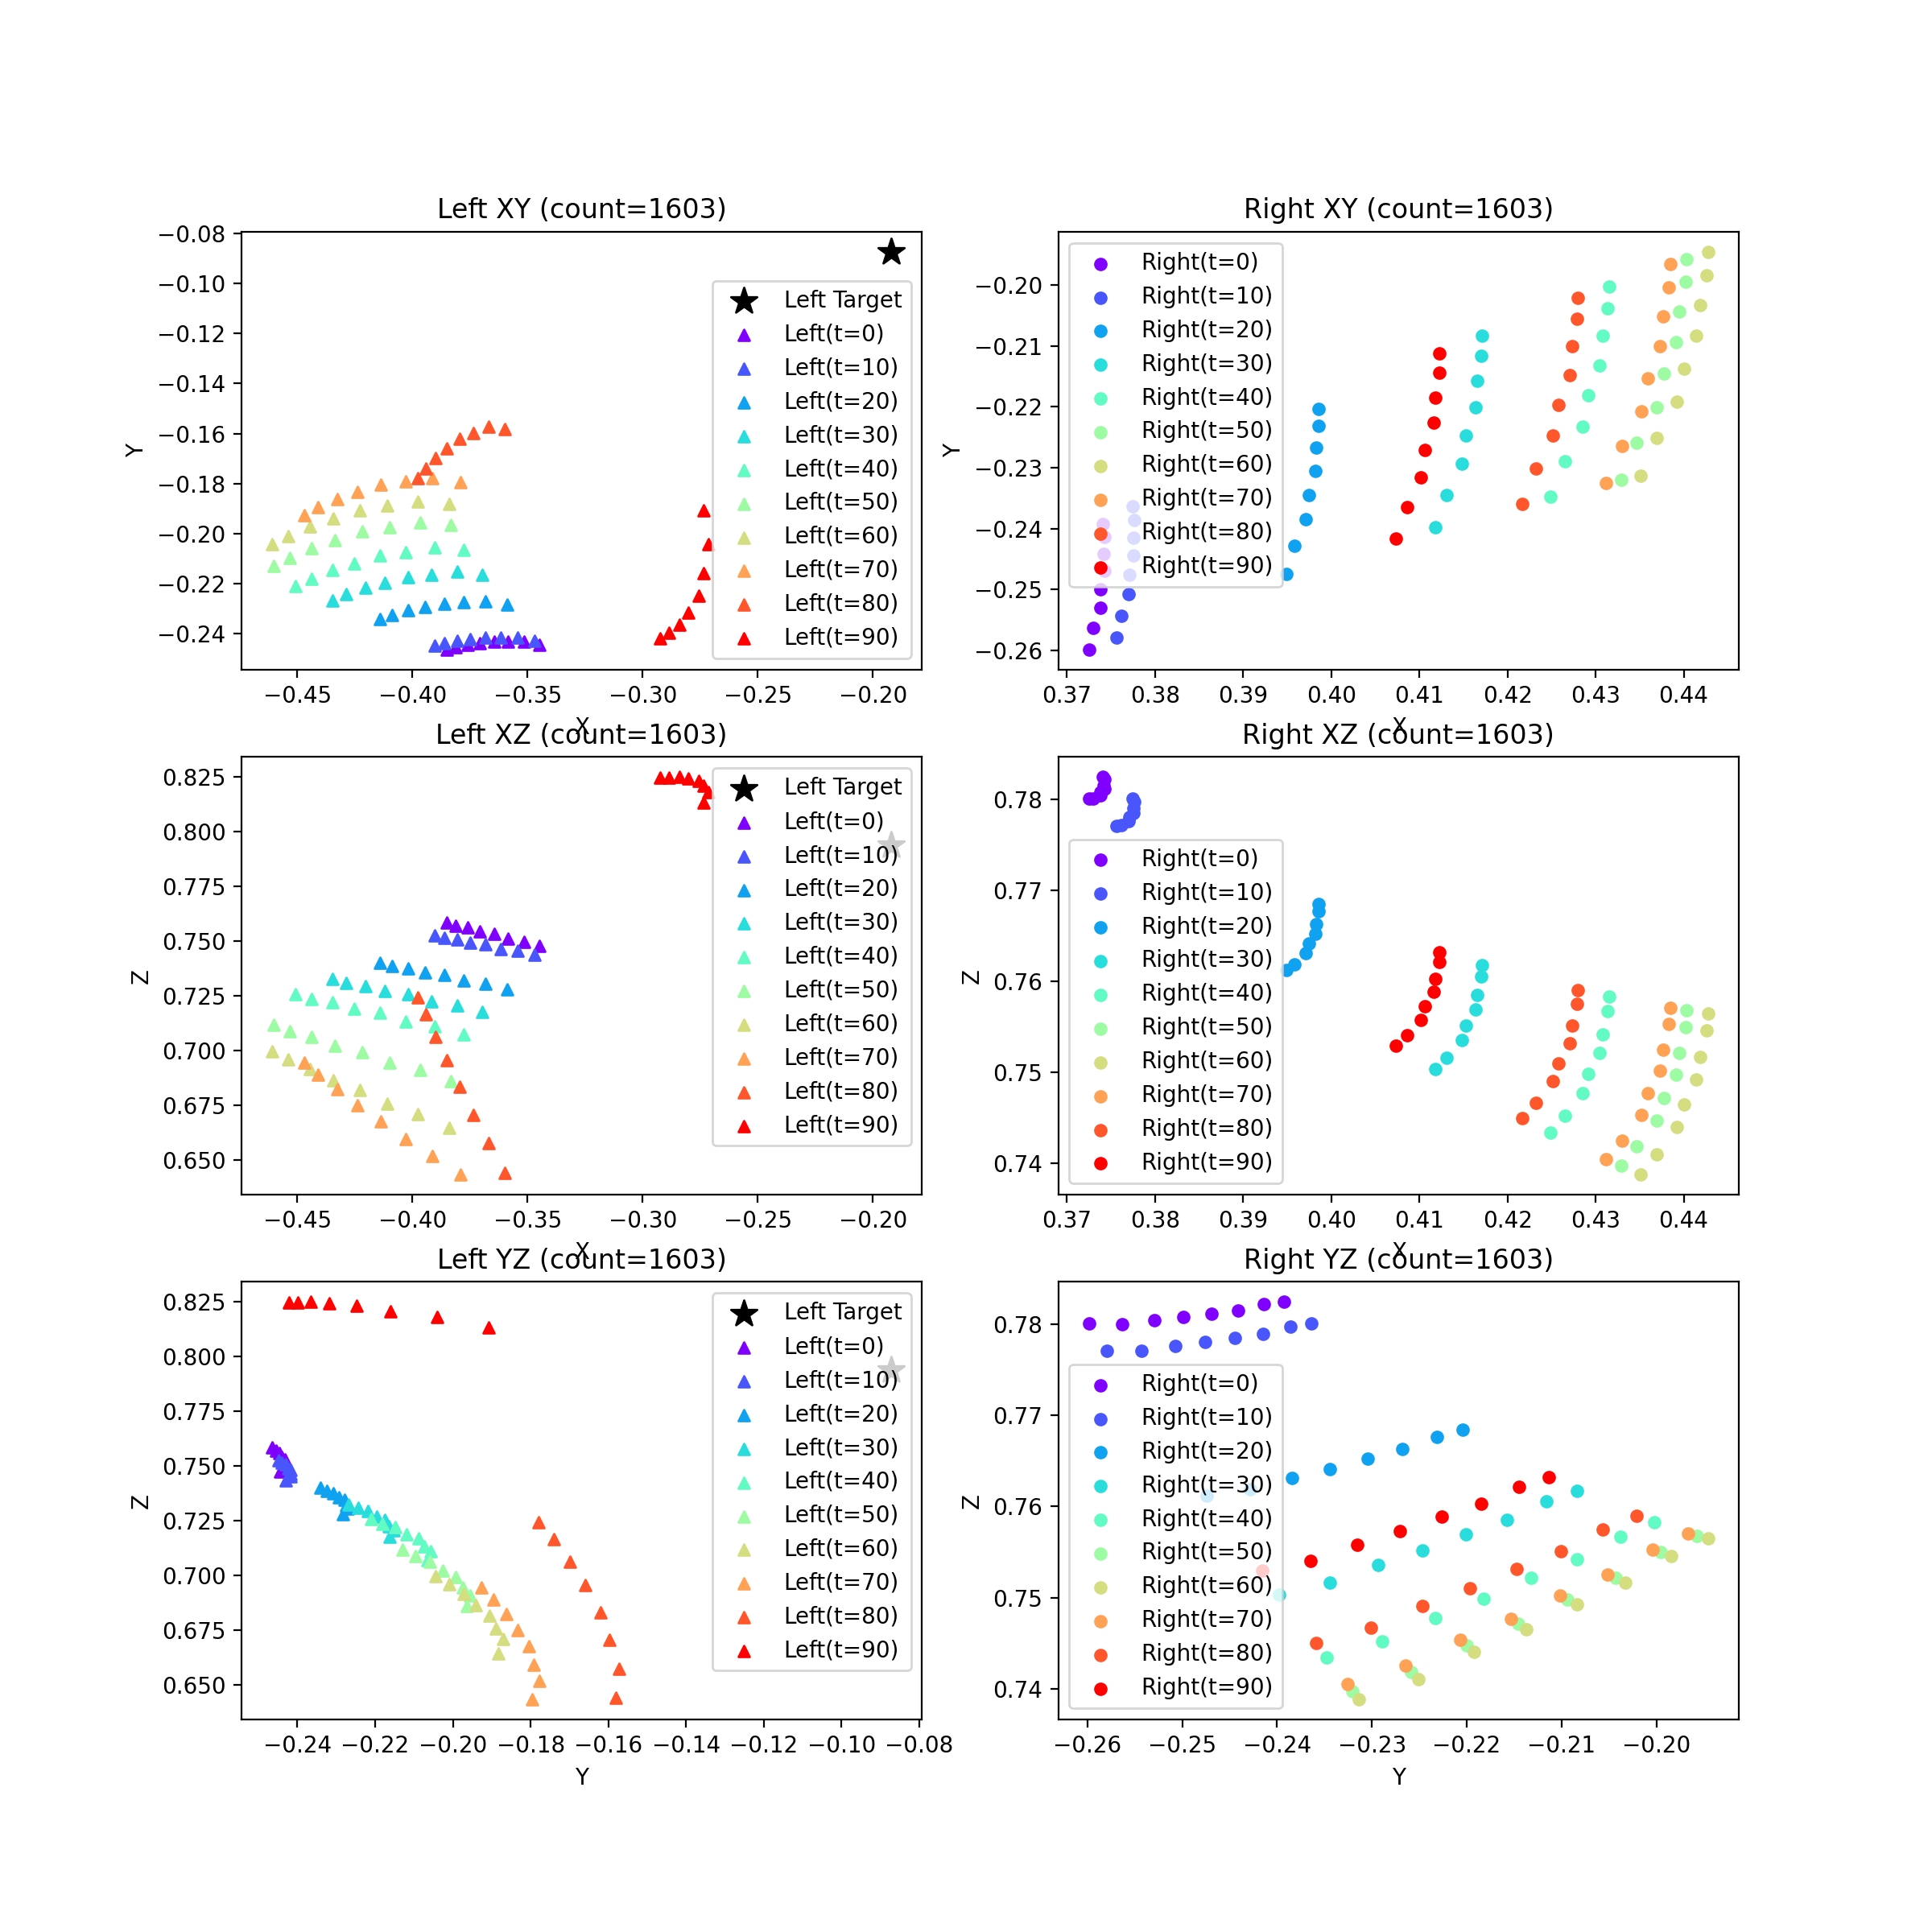 Left XY (count=1603)
Y
−0.08
−0.10
−0.12
−0.14
−0.16
−0.18
−0.20
−0.22
−0.24
Left Target
Left(t=0)
Left(t=10)
Left(t=20)
Left(t=30)
Left(t=40)
Left(t=50)
Left(t=60)
Left(t=70)
Left(t=80)
Left(t=90)
−0.45 −0.40 −0.35 −0.30 −0.25 −0.20
X
Right XY (count=1603)
Y
−0.20
−0.21
−0.22
−0.23
−0.24
−0.25
−0.26
Right(t=0)
Right(t=10)
Right(t=20)
Right(t=30)
Right(t=40)
Right(t=50)
Right(t=60)
Right(t=70)
Right(t=80)
Right(t=90)
0.37 0.38 0.39 0.40 0.41 0.42 0.43 0.44
X
Left XZ (count=1603)
Z
0.825
0.800
0.775
0.750
0.725
0.700
0.675
0.650
Left Target
Left(t=0)
Left(t=10)
Left(t=20)
Left(t=30)
Left(t=40)
Left(t=50)
Left(t=60)
Left(t=70)
Left(t=80)
Left(t=90)
−0.45 −0.40 −0.35 −0.30 −0.25 −0.20
X
Right XZ (count=1603)
Z
0.78
0.77
0.76
0.75
0.74
Right(t=0)
Right(t=10)
Right(t=20)
Right(t=30)
Right(t=40)
Right(t=50)
Right(t=60)
Right(t=70)
Right(t=80)
Right(t=90)
0.37 0.38 0.39 0.40 0.41 0.42 0.43 0.44
X
Left YZ (count=1603)
Z
0.825
0.800
0.775
0.750
0.725
0.700
0.675
0.650
Left Target
Left(t=0)
Left(t=10)
Left(t=20)
Left(t=30)
Left(t=40)
Left(t=50)
Left(t=60)
Left(t=70)
Left(t=80)
Left(t=90)
−0.24 −0.22 −0.20 −0.18 −0.16 −0.14 −0.12 −0.10 −0.08
Y
Right YZ (count=1603)
Z
0.78
0.77
0.76
0.75
0.74
Right(t=0)
Right(t=10)
Right(t=20)
Right(t=30)
Right(t=40)
Right(t=50)
Right(t=60)
Right(t=70)
Right(t=80)
Right(t=90)
−0.26 −0.25 −0.24 −0.23 −0.22 −0.21 −0.20
Y